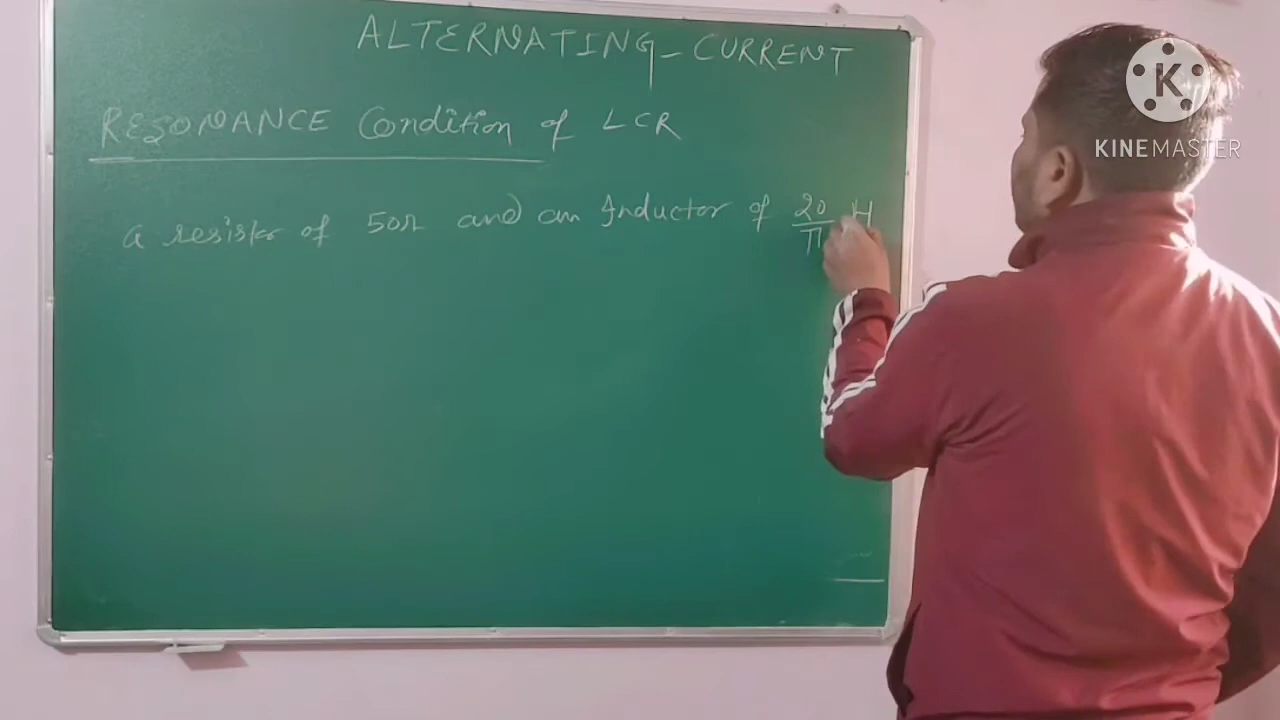 ALTERNATING-CURRENT
RESONANCE Condition of LCR
a resistor of 50Ω and an Inductor of 20/π H
K
KINEMASTER